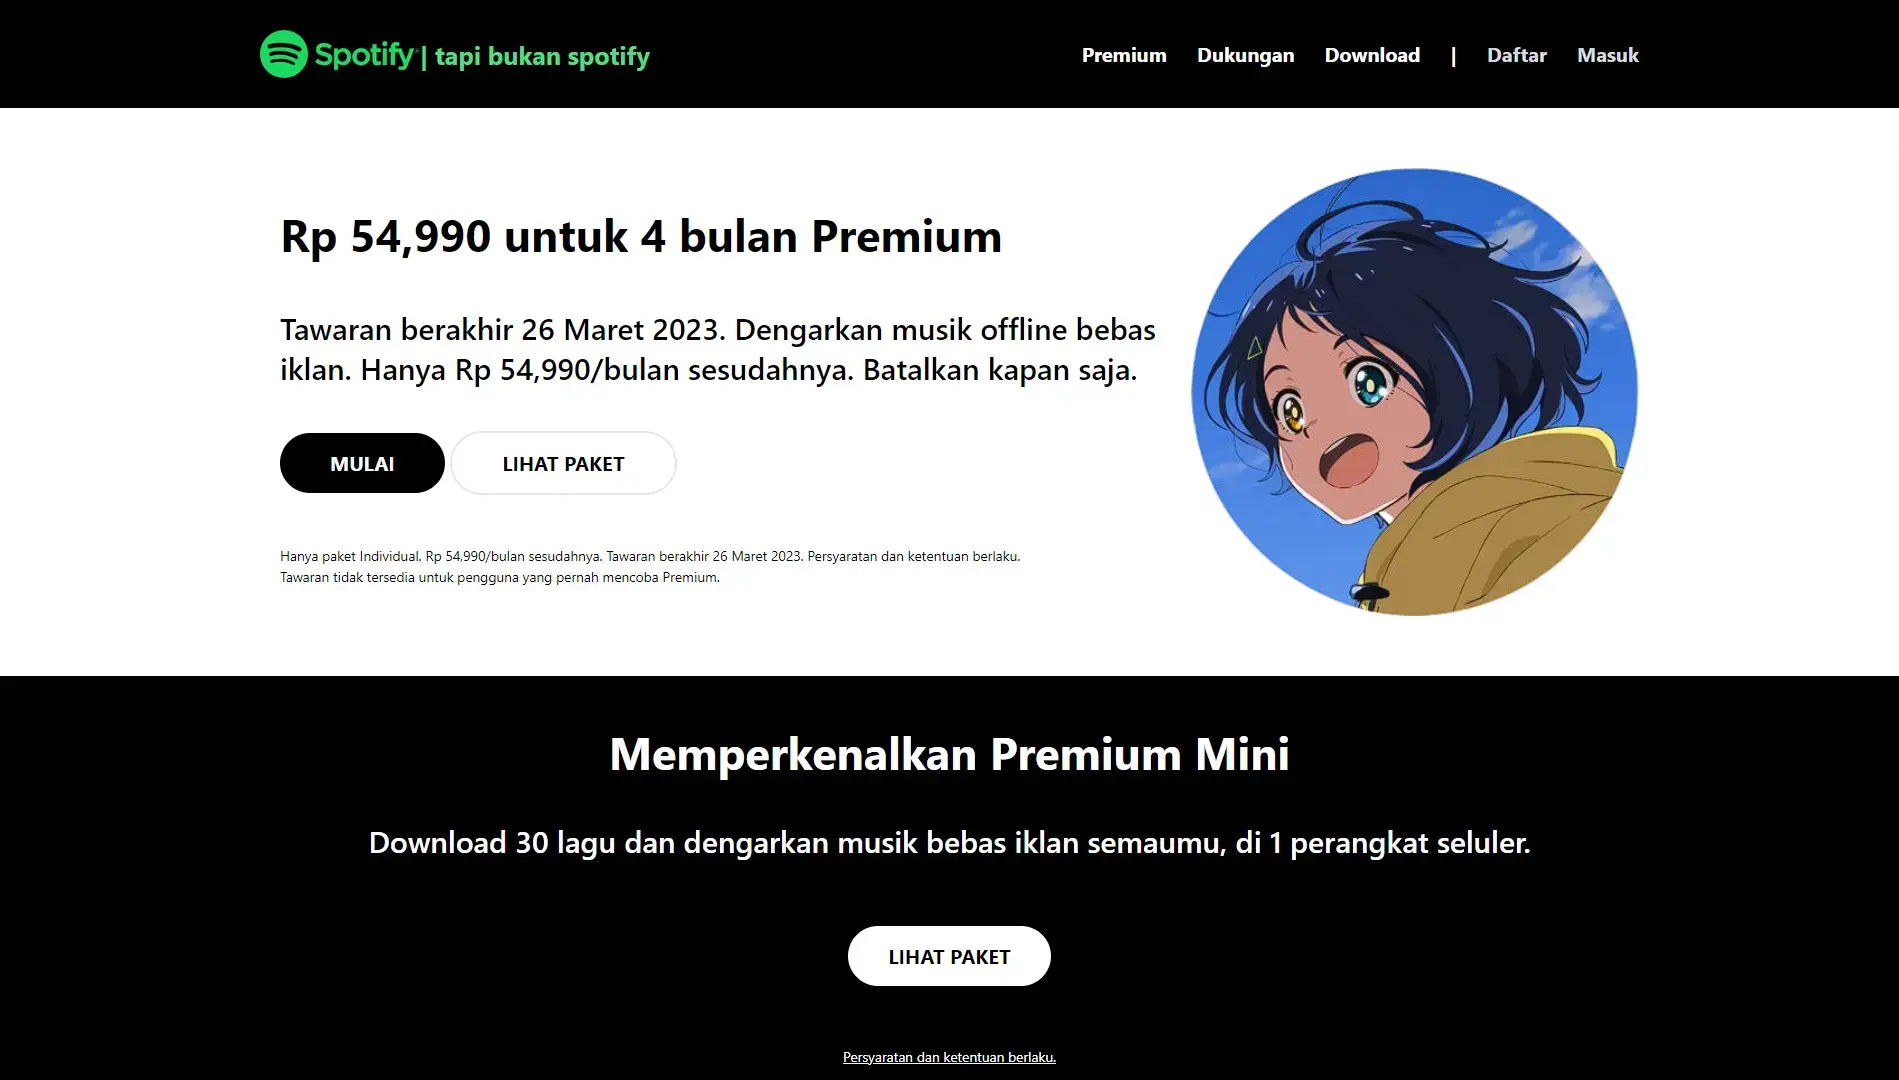 Spotify | tapi bukan spotify
Premium Dukungan Download | Daftar Masuk
Rp 54,990 untuk 4 bulan Premium
Tawaran berakhir 26 Maret 2023. Dengarkan musik offline bebas
iklan. Hanya Rp 54,990/bulan sesudahnya. Batalkan kapan saja.
MULAI LIHAT PAKET
Hanya paket Individual. Rp 54,990/bulan sesudahnya. Tawaran berakhir 26 Maret 2023. Persyaratan dan ketentuan berlaku.
Tawaran tidak tersedia untuk pengguna yang pernah mencoba Premium.
Memperkenalkan Premium Mini
Download 30 lagu dan dengarkan musik bebas iklan semaumu, di 1 perangkat seluler.
LIHAT PAKET
Persyaratan dan ketentuan berlaku.